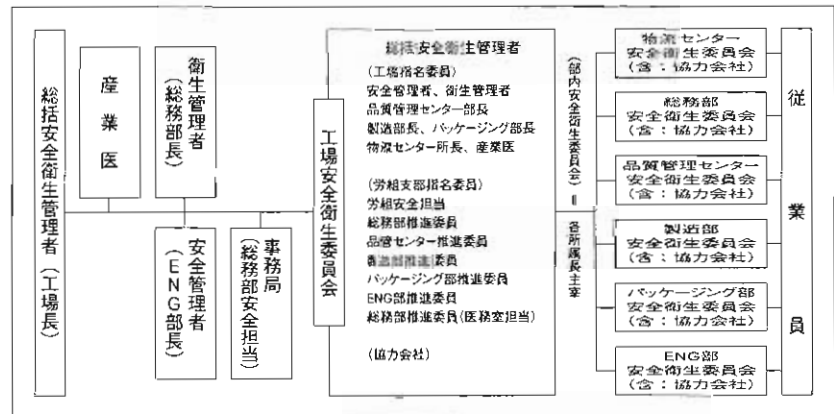 総括安全衛生管理者（工場長）
産業医
衛生管理者
（総務部長）
安全管理者
（ENG部長）
事務局
（総務部安全担当）
工場安全衛生委員会
総括安全衛生管理者
（工場指名委員）
安全管理者、衛生管理者
品質管理センター部長
製造部長、パッケージング部長
物流センター所長、産業医
（労組支部指名委員）
労組安全担当
総務部推進委員
品管センター推進委員
製造部推進委員
パッケージング部推進委員
ENG部推進委員
総務部推進委員（医務室担当）
（協力会社）
（部内安全衛生委員会）＝各所属長主宰
物流センター
安全衛生委員会
（含：協力会社）
総務部
安全衛生委員会
（含：協力会社）
品質管理センター
安全衛生委員会
（含：協力会社）
製造部
安全衛生委員会
（含：協力会社）
パッケージング部
安全衛生委員会
（含：協力会社）
ENG部
安全衛生委員会
（含：協力会社）
従業員